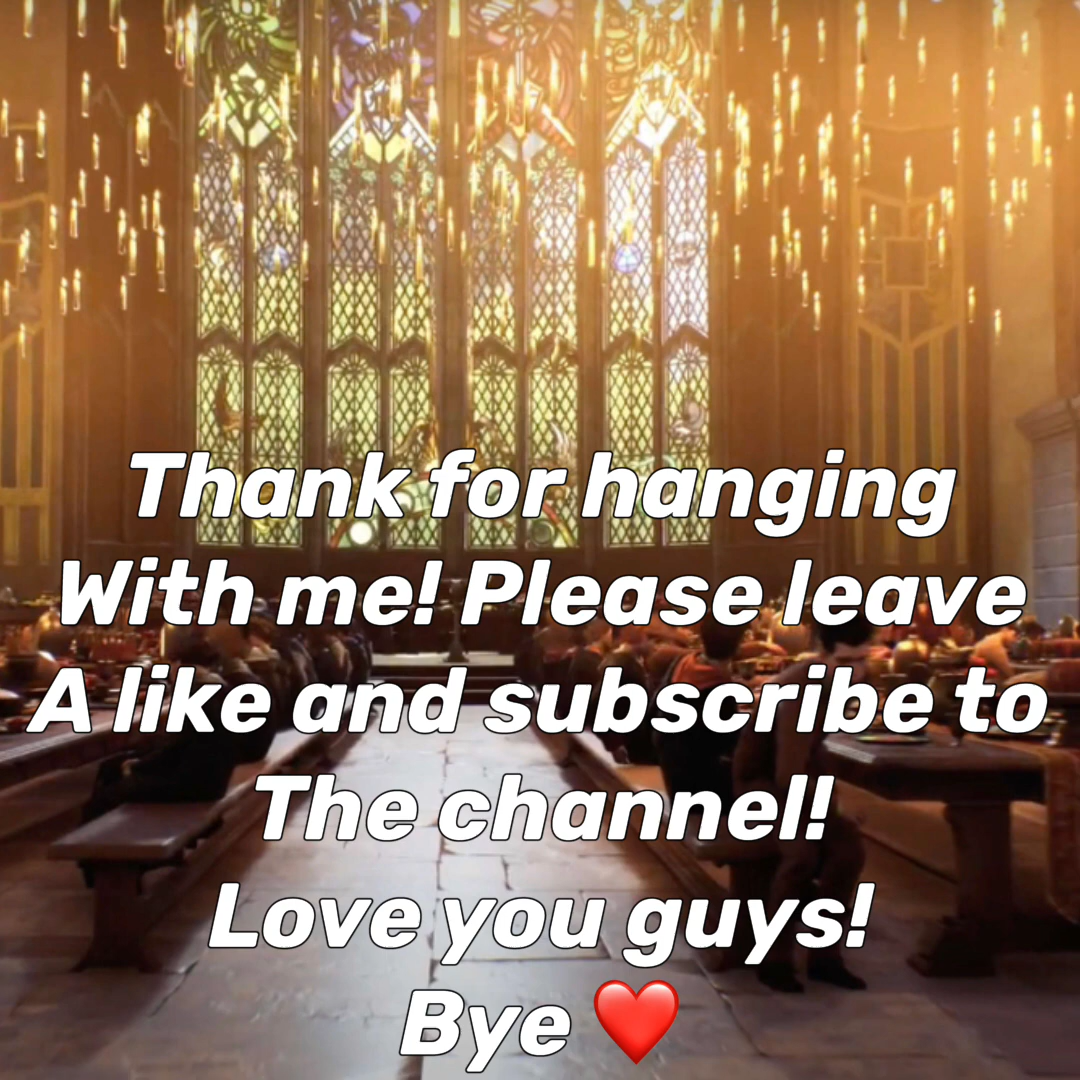 Thank for hanging
With me! Please leave
A like and subscribe to
The channel!
Love you guys!
Bye ❤️